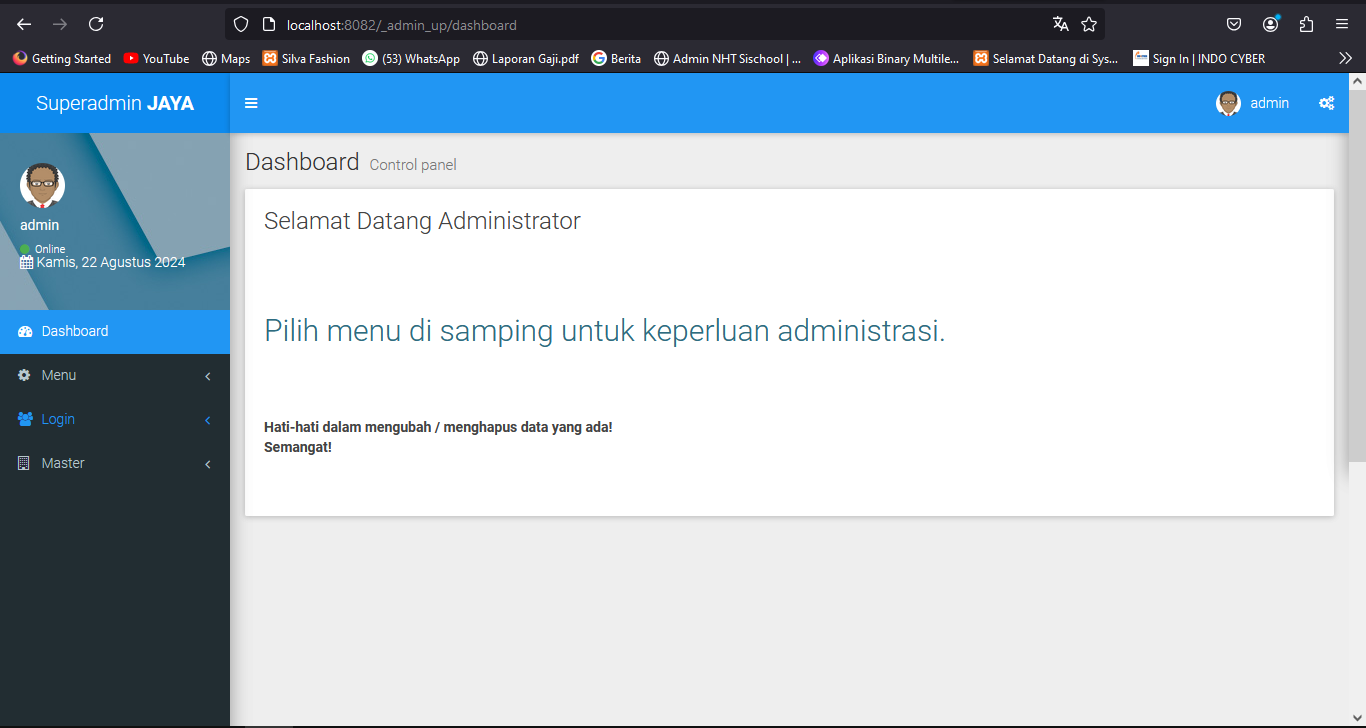 localhost:8082/_admin_up/dashboard
Getting Started YouTube Maps Silva Fashion (53) WhatsApp Laporan Gaji.pdf Berita Admin NHT Sischool | ... Aplikasi Binary Multile... Selamat Datang di Sys... Sign In | INDO CYBER
Superadmin JAYA
admin
admin
Online
Kamis, 22 Agustus 2024
Dashboard
Menu
Login
Master
Dashboard Control panel
Selamat Datang Administrator
Pilih menu di samping untuk keperluan administrasi.
Hati-hati dalam mengubah / menghapus data yang ada!
Semangat!